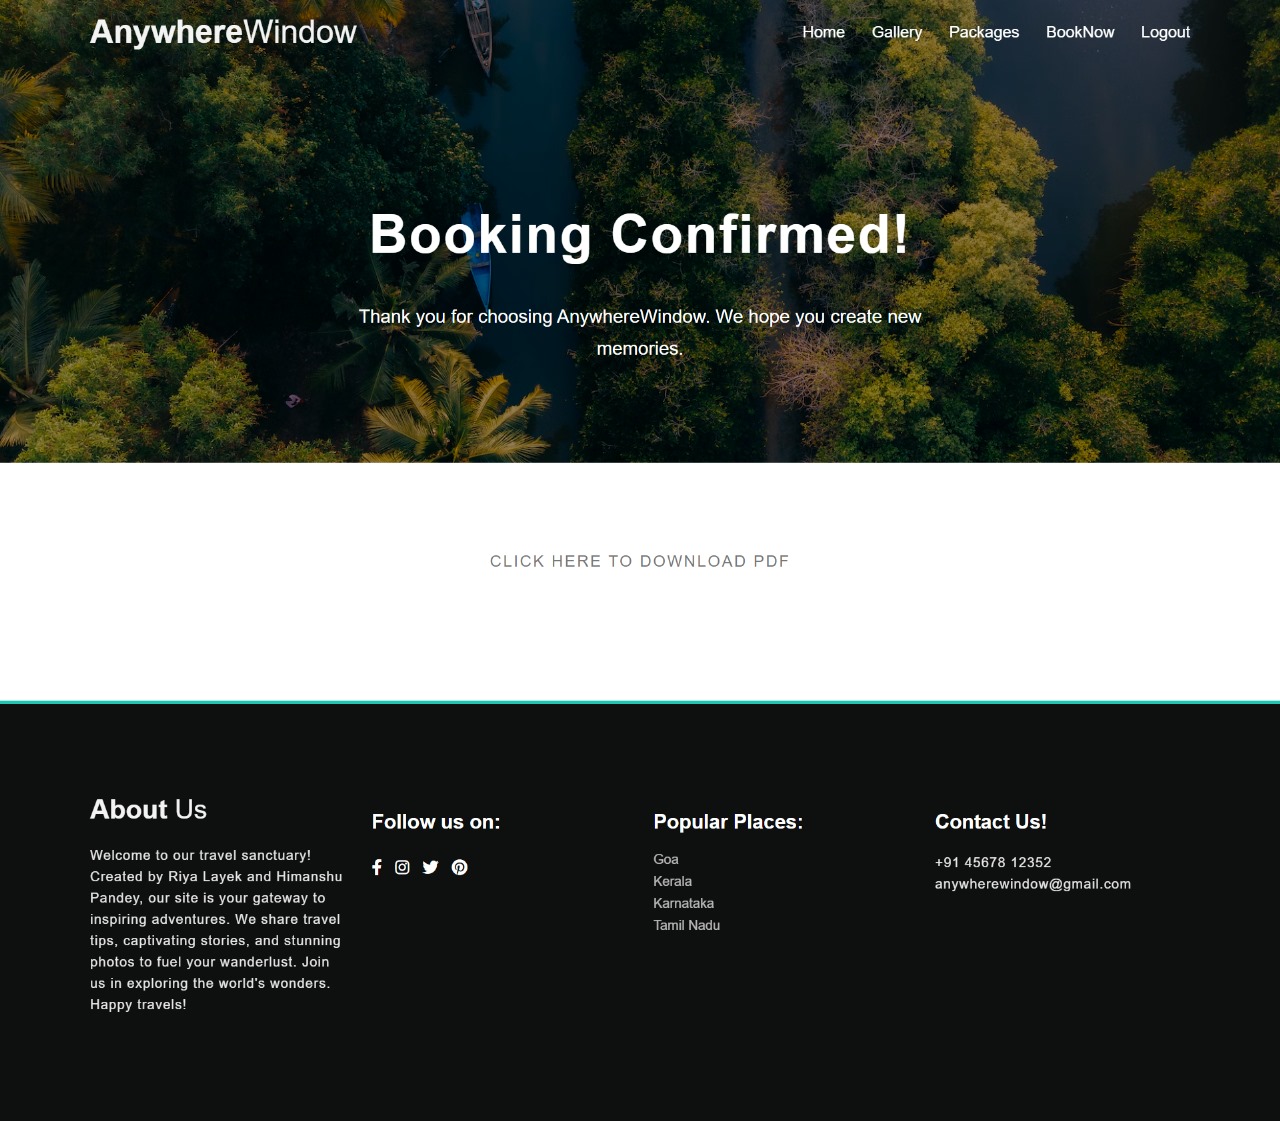 AnywhereWindow
Home Gallery Packages BookNow Logout
Booking Confirmed!
Thank you for choosing AnywhereWindow. We hope you create new
memories.
CLICK HERE TO DOWNLOAD PDF
About Us
Welcome to our travel sanctuary!
Created by Riya Layek and Himanshu
Pandey, our site is your gateway to
inspiring adventures. We share travel
tips, captivating stories, and stunning
photos to fuel your wanderlust. Join
us in exploring the world's wonders.
Happy travels!
Follow us on:
Popular Places:
Goa
Kerala
Karnataka
Tamil Nadu
Contact Us!
+91 45678 12352
anywherewindow@gmail.com